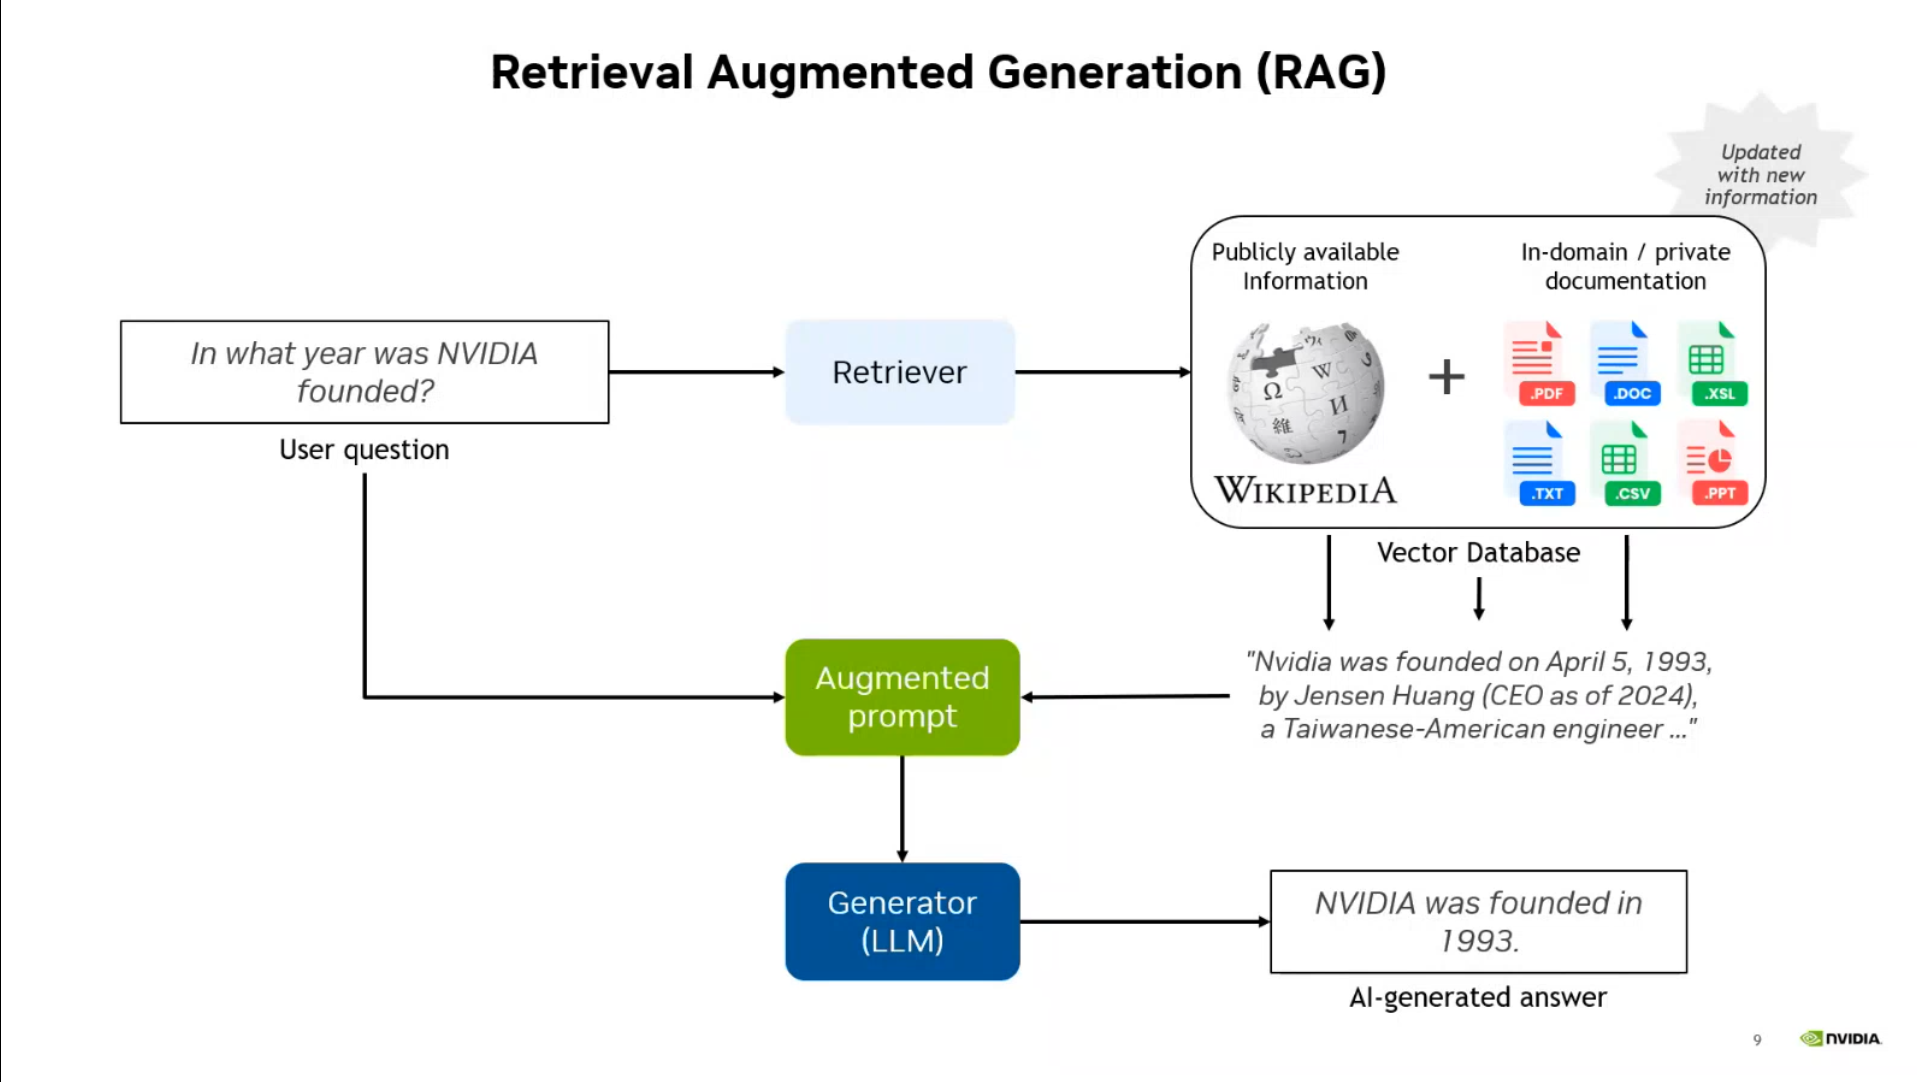 Retrieval Augmented Generation (RAG)
Updated
with new
information
Publicly available
Information
In-domain / private
documentation
In what year was NVIDIA
founded?
User question
Retriever
Ω
W
И
維
7
WIKIPEDIA
+
.PDF
.DOC
.XSL
.TXT
.CSV
.PPT
Vector Database
"Nvidia was founded on April 5, 1993,
by Jensen Huang (CEO as of 2024),
a Taiwanese-American engineer ..."
Augmented
prompt
Generator
(LLM)
NVIDIA was founded in
1993.
AI-generated answer
9
NVIDIA.